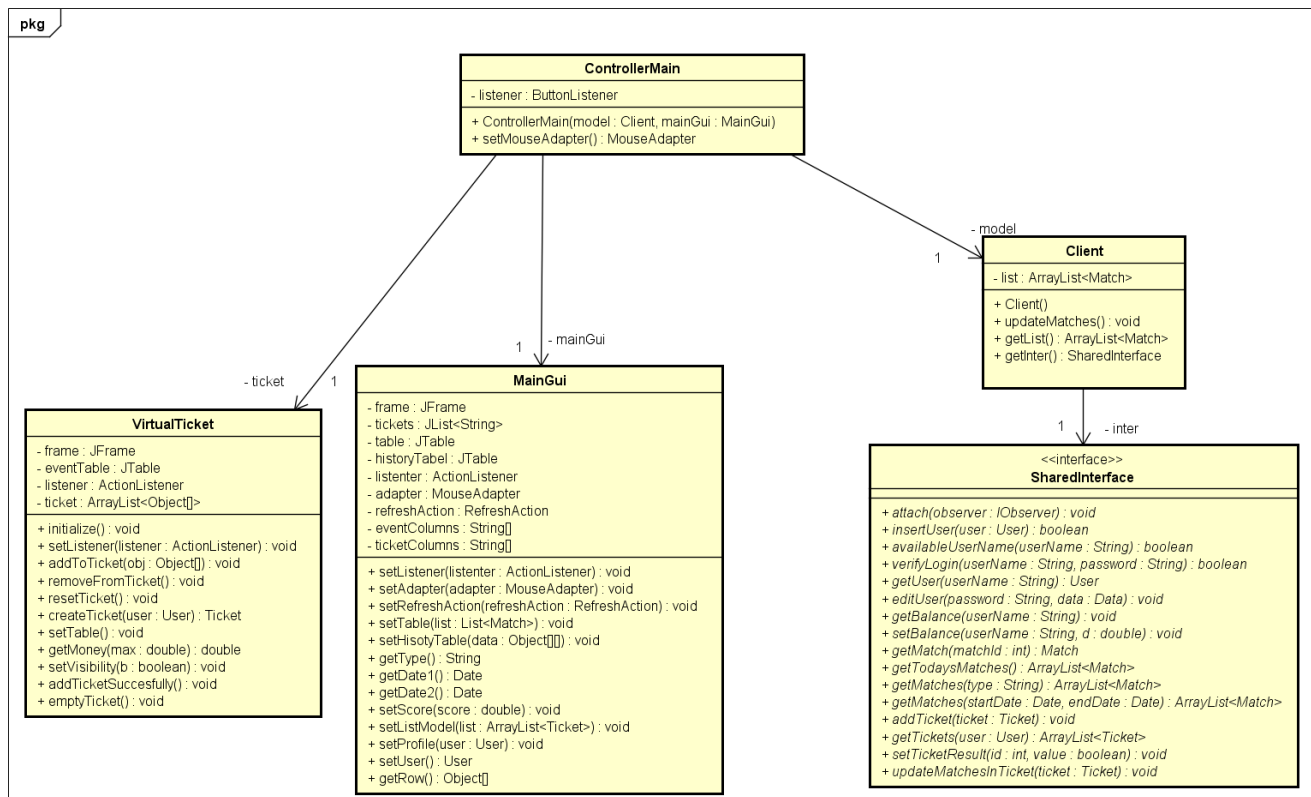 pkg
ControllerMain
- listener : ButtonListener
+ ControllerMain(model : Client, mainGui : MainGui)
+ setMouseAdapter() : MouseAdapter
- model
1
Client
- list : ArrayList<Match>
+ Client()
+ updateMatches() : void
+ getList() : ArrayList<Match>
+ getInter() : SharedInterface
- mainGui
1
- ticket
1
MainGui
- frame : JFrame
- tickets : JList<String>
- table : JTable
- historyTabel : JTable
- listenter : ActionListener
- adapter : MouseAdapter
- refreshAction : RefreshAction
- eventColumns : String[]
- ticketColumns : String[]
+ setListener(listenter : ActionListener) : void
+ setAdapter(adapter : MouseAdapter) : void
+ setRefreshAction(refreshAction : RefreshAction) : void
+ setTable(list : List<Match>) : void
+ setHisotyTable(data : Object[][]) : void
+ getType() : String
+ getDate1() : Date
+ getDate2() : Date
+ setScore(score : double) : void
+ setListModel(list : ArrayList<Ticket>) : void
+ setProfile(user : User) : void
+ setUser() : User
+ getRow() : Object[]
VirtualTicket
- frame : JFrame
- eventTable : JTable
- listener : ActionListener
- ticket : ArrayList<Object[]>
+ initialize() : void
+ setListener(listener : ActionListener) : void
+ addToTicket(obj : Object[]) : void
+ removeFromTicket() : void
+ resetTicket() : void
+ createTicket(user : User) : Ticket
+ setTable() : void
+ getMoney(max : double) : double
+ setVisibility(b : boolean) : void
+ addTicketSuccesfully() : void
+ emptyTicket() : void
1
- inter
<<interface>>
SharedInterface
+ attach(observer : IObserver) : void
+ insertUser(user : User) : boolean
+ availableUserName(userName : String) : boolean
+ verifyLogin(userName : String, password : String) : boolean
+ getUser(userName : String) : User
+ editUser(password : String, data : Data) : void
+ getBalance(userName : String) : void
+ setBalance(userName : String, d : double) : void
+ getMatch(matchId : int) : Match
+ getTodaysMatches() : ArrayList<Match>
+ getMatches(type : String) : ArrayList<Match>
+ getMatches(startDate : Date, endDate : Date) : ArrayList<Match>
+ addTicket(ticket : Ticket) : void
+ getTickets(user : User) : ArrayList<Ticket>
+ setTicketResult(id : int, value : boolean) : void
+ updateMatchesInTicket(ticket : Ticket) : void